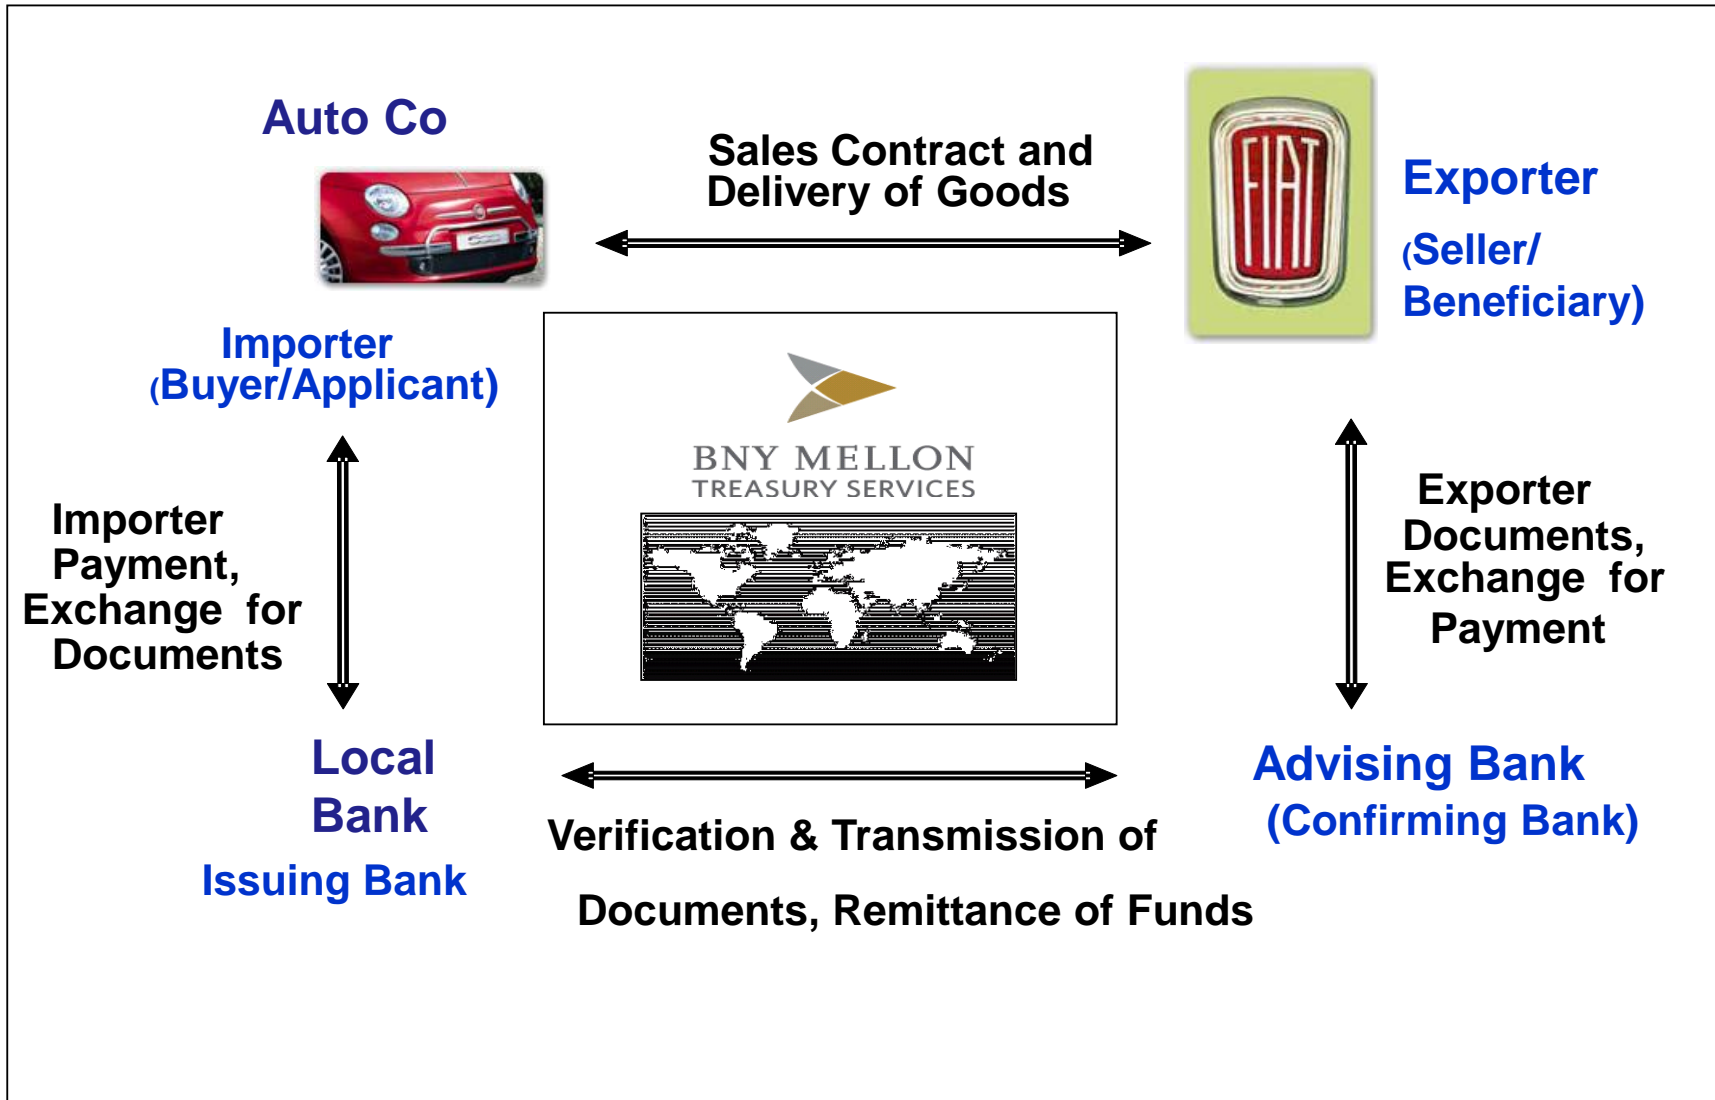 Auto Co
Sales Contract and
Delivery of Goods
FIAT
Exporter
(Seller/
Beneficiary)
Importer
(Buyer/Applicant)
BNY MELLON
TREASURY SERVICES
Importer
Payment,
Exchange for
Documents
Exporter
Documents,
Exchange for
Payment
Local
Bank
Issuing Bank
Advising Bank
(Confirming Bank)
Verification & Transmission of
Documents, Remittance of Funds